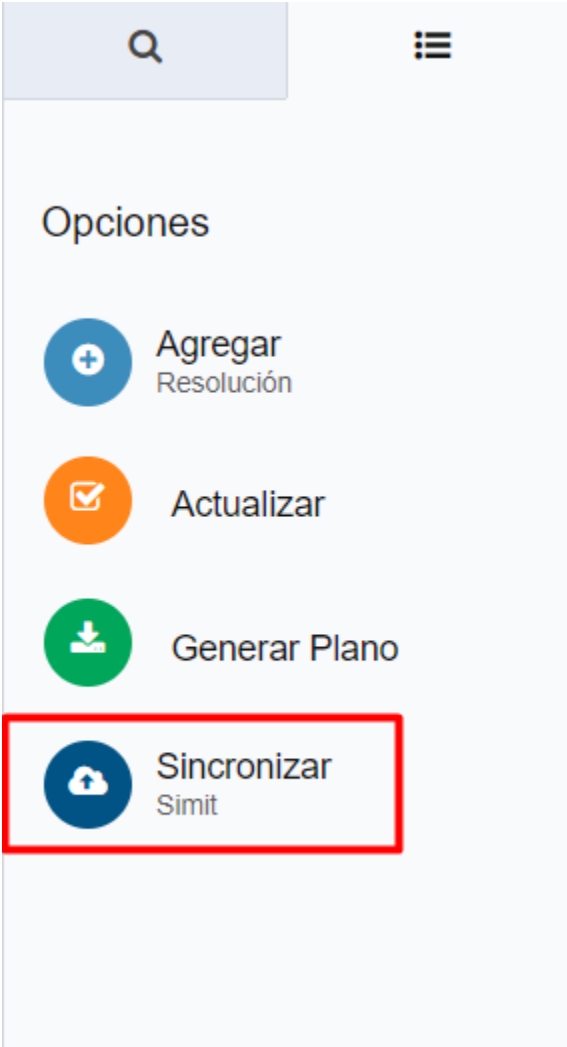 Opciones
Agregar
Resolución
Actualizar
Generar Plano
Sincronizar
Simit